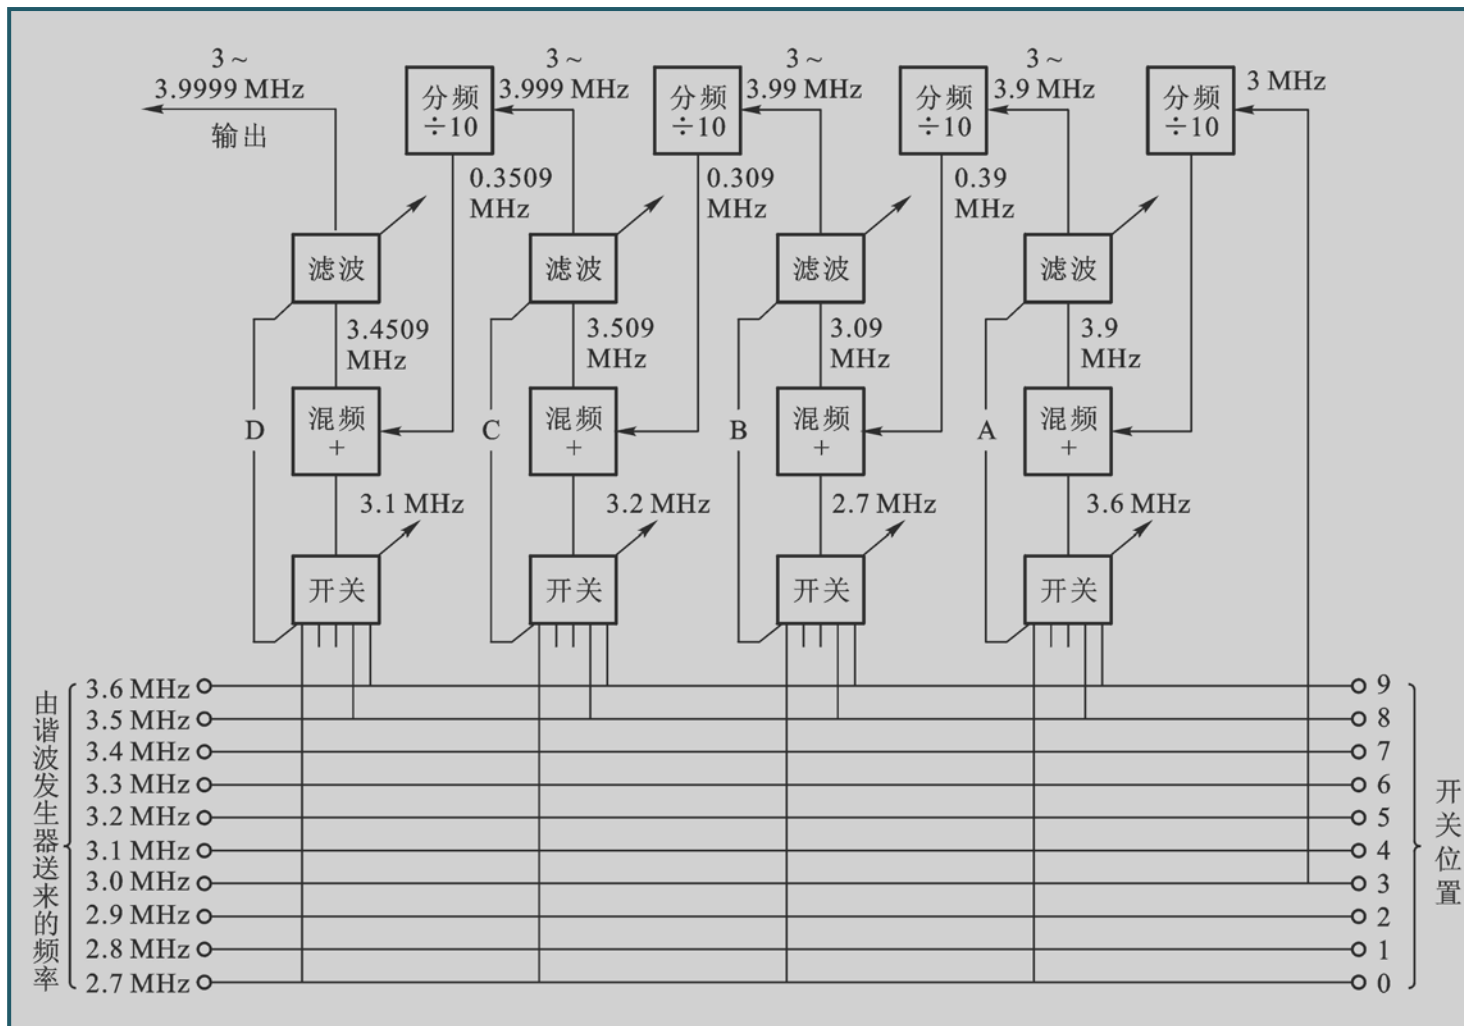 3 ~
3.9999 MHz
输出
分频
÷10
3 ~
3.999 MHz
分频
÷10
3 ~
3.99 MHz
分频
÷10
3 ~
3.9 MHz
分频
÷10
3 MHz
0.3509
MHz
0.309
MHz
0.39
MHz
滤波
滤波
滤波
滤波
3.4509
MHz
3.509
MHz
3.09
MHz
3.9
MHz
D
混频
+
C
混频
+
B
混频
+
A
混频
+
3.1 MHz
3.2 MHz
2.7 MHz
3.6 MHz
开关
开关
开关
开关
由谐波发生器送来的频率
3.6 MHz
9
3.5 MHz
8
3.4 MHz
7
3.3 MHz
6
3.2 MHz
5
3.1 MHz
4
3.0 MHz
3
2.9 MHz
2
2.8 MHz
1
2.7 MHz
0
开关位置